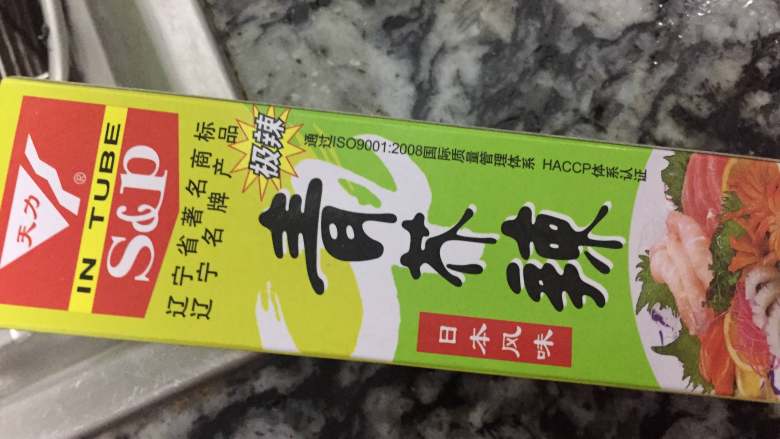 天力
®
IN TUBE
S&P
辽宁省著名商标
辽宁名牌产品
极辣
通过ISO9001:2008国际质量管理体系 HACCP体系认证
青芥辣
日本风味